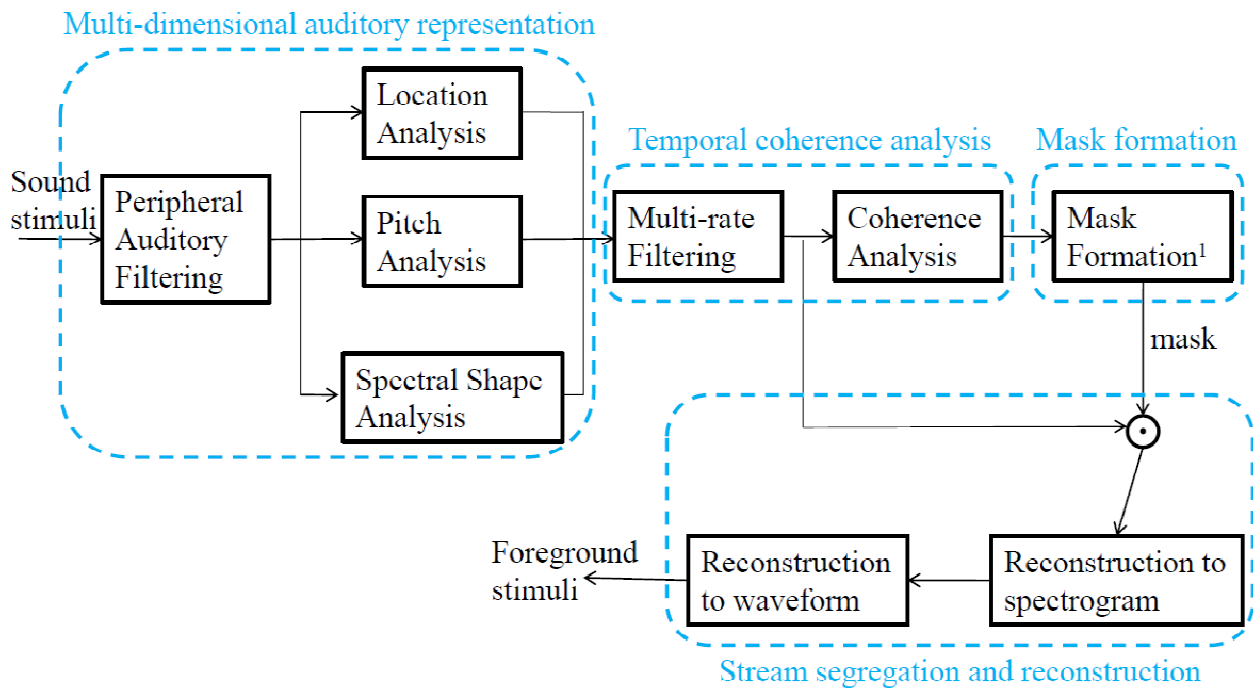 Multi-dimensional auditory representation
Location
Analysis
Temporal coherence analysis
Mask formation
Sound
stimuli
Peripheral
Auditory
Filtering
Pitch
Analysis
Multi-rate
Filtering
Coherence
Analysis
Mask
Formation¹
mask
Spectral Shape
Analysis
Foreground
stimuli
Reconstruction
to waveform
Reconstruction to
spectrogram
Stream segregation and reconstruction